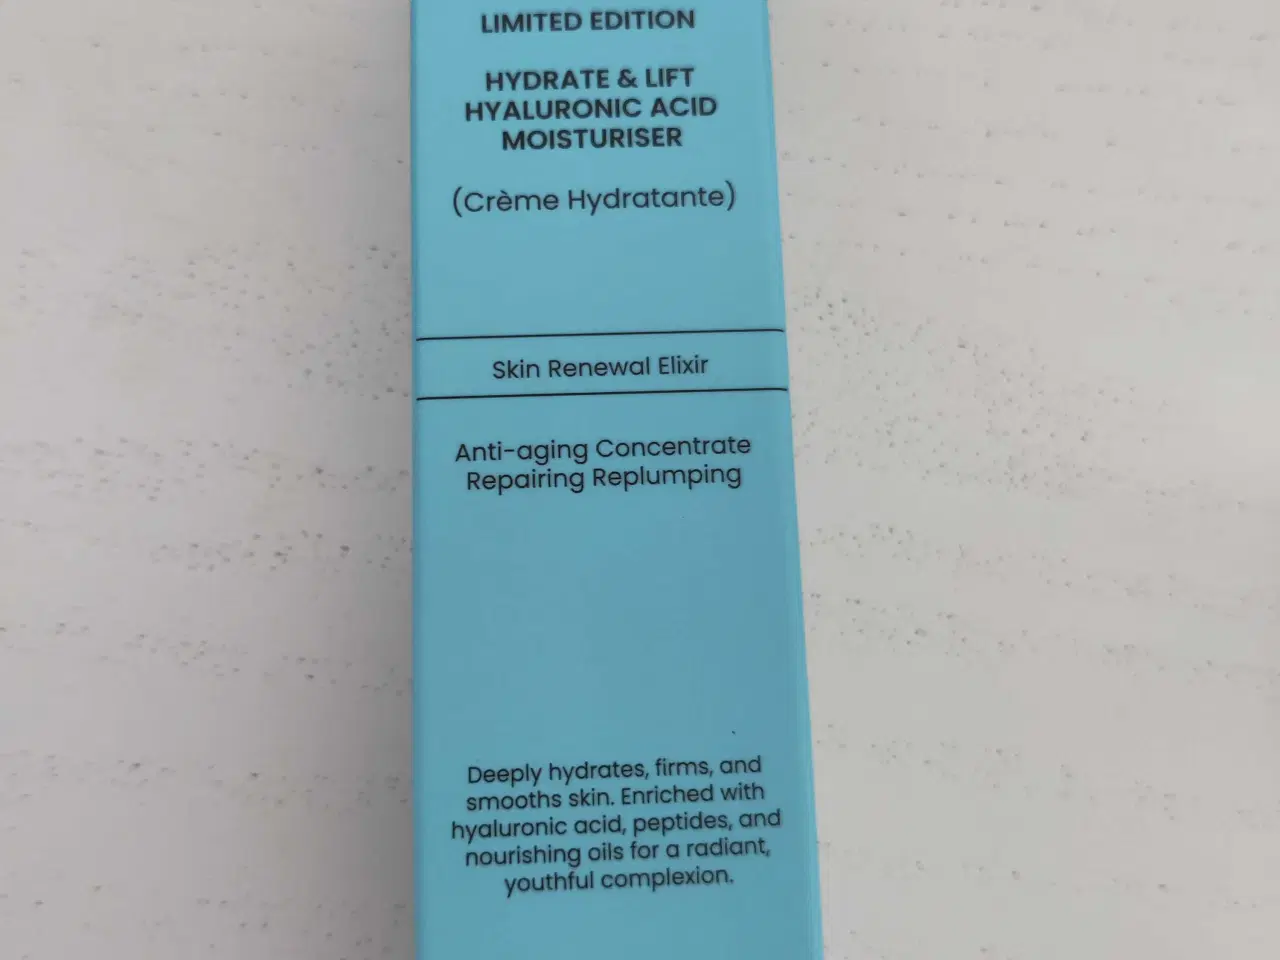 LIMITED EDITION
HYDRATE & LIFT
HYALURONIC ACID
MOISTURISER
(Crème Hydratante)
Skin Renewal Elixir
Anti-aging Concentrate
Repairing Replumping
Deeply hydrates, firms, and
smooths skin. Enriched with
hyaluronic acid, peptides, and
nourishing oils for a radiant,
youthful complexion.